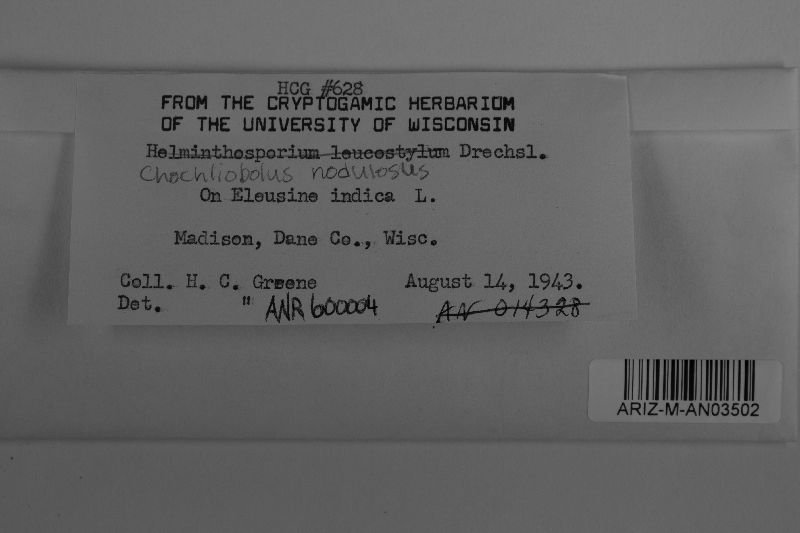 HCG #628
FROM THE CRYPTOGAMIC HERBARIUM
OF THE UNIVERSITY OF WISCONSIN
Helminthosporium leucostylum Drechsl.
Chochliobolus nodulosus
On Eleusine indica L.
Madison, Dane Co., Wisc.
Coll. H. C. Greene August 14, 1943.
Det. " ANR 600004 AN 014328
ARIZ-M-AN03502